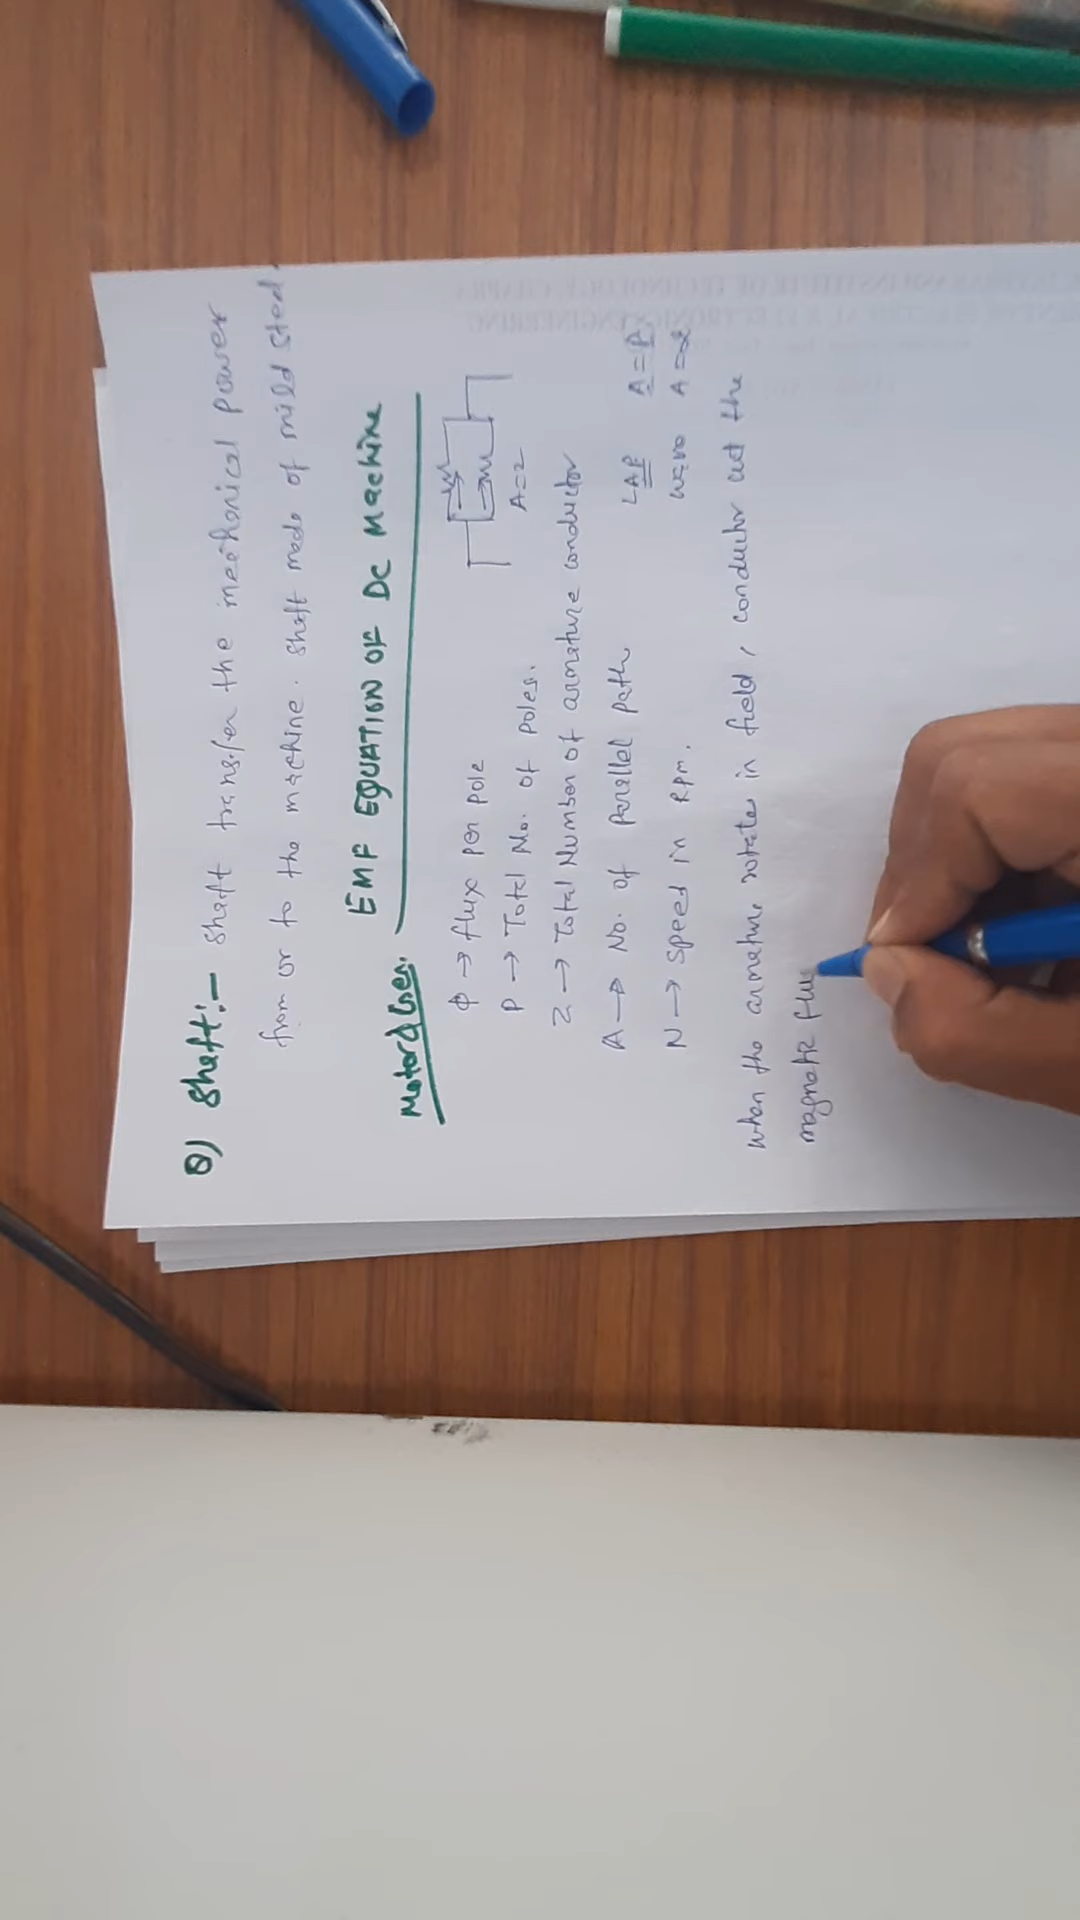 8) Shaft:- Shaft transfer the mechanical power
from or to the machine. Shaft made of mild steel.
EMF EQUATION OF DC Machine
Motor & Gen.
φ → flux per pole
P → Total No. of poles.
A=2
Z → Total Number of armature conductor
A → No. of Parallel path
LAP A=P
N → Speed in rpm.
wave A=2
when the armature rotate in field, conductor cut the
magnetic flux